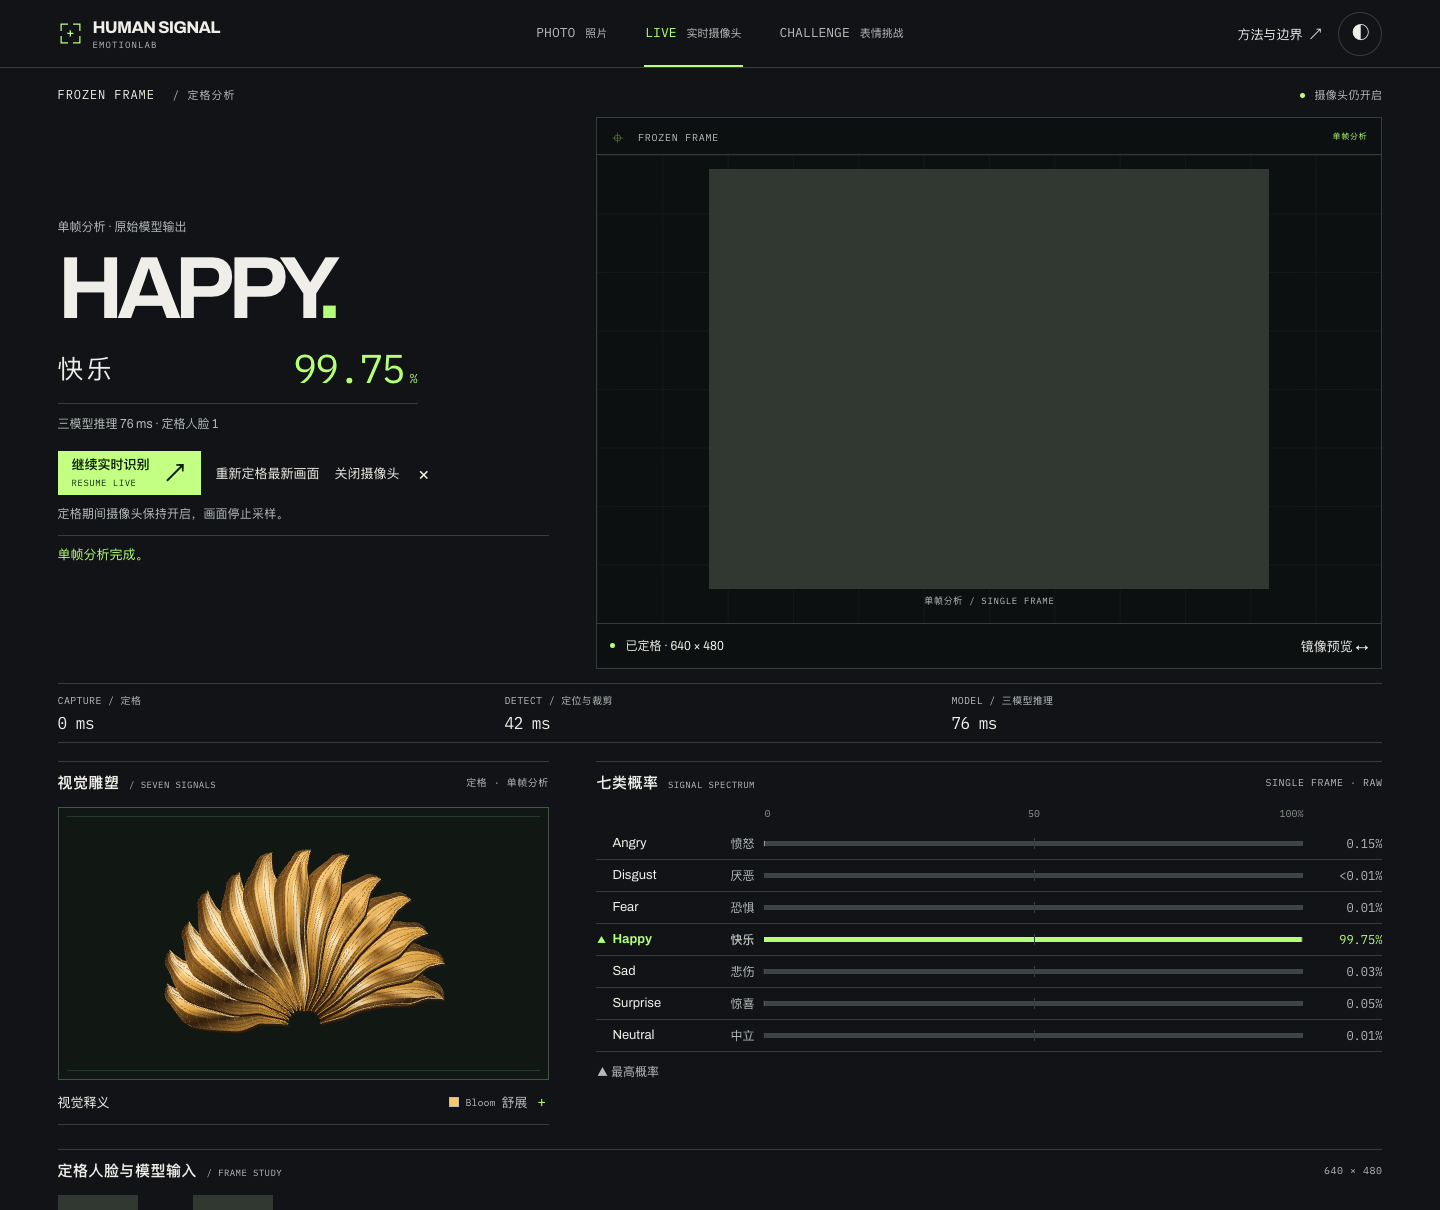 HUMAN SIGNAL
EMOTIONLAB
PHOTO 照片
LIVE 实时摄像头
CHALLENGE 表情挑战
方法与边界 ↗
FROZEN FRAME / 定格分析
摄像头仍开启
单帧分析 · 原始模型输出
HAPPY.
快乐 99.75%
三模型推理 76 ms · 定格人脸 1
继续实时识别 ↗
RESUME LIVE
重新定格最新画面
关闭摄像头 ×
定格期间摄像头保持开启，画面停止采样。
单帧分析完成。
FROZEN FRAME
单帧分析
单帧分析 / SINGLE FRAME
已定格 · 640 × 480
镜像预览 ↔
CAPTURE / 定格
0 ms
DETECT / 定位与裁剪
42 ms
MODEL / 三模型推理
76 ms
视觉雕塑 / SEVEN SIGNALS
定格 · 单帧分析
视觉释义
Bloom 舒展 +
七类概率 SIGNAL SPECTRUM
SINGLE FRAME · RAW
0 50 100%
Angry 愤怒 0.15%
Disgust 厌恶 <0.01%
Fear 恐惧 0.01%
▲ Happy 快乐 99.75%
Sad 悲伤 0.03%
Surprise 惊喜 0.05%
Neutral 中立 0.01%
▲ 最高概率
定格人脸与模型输入 / FRAME STUDY
640 × 480